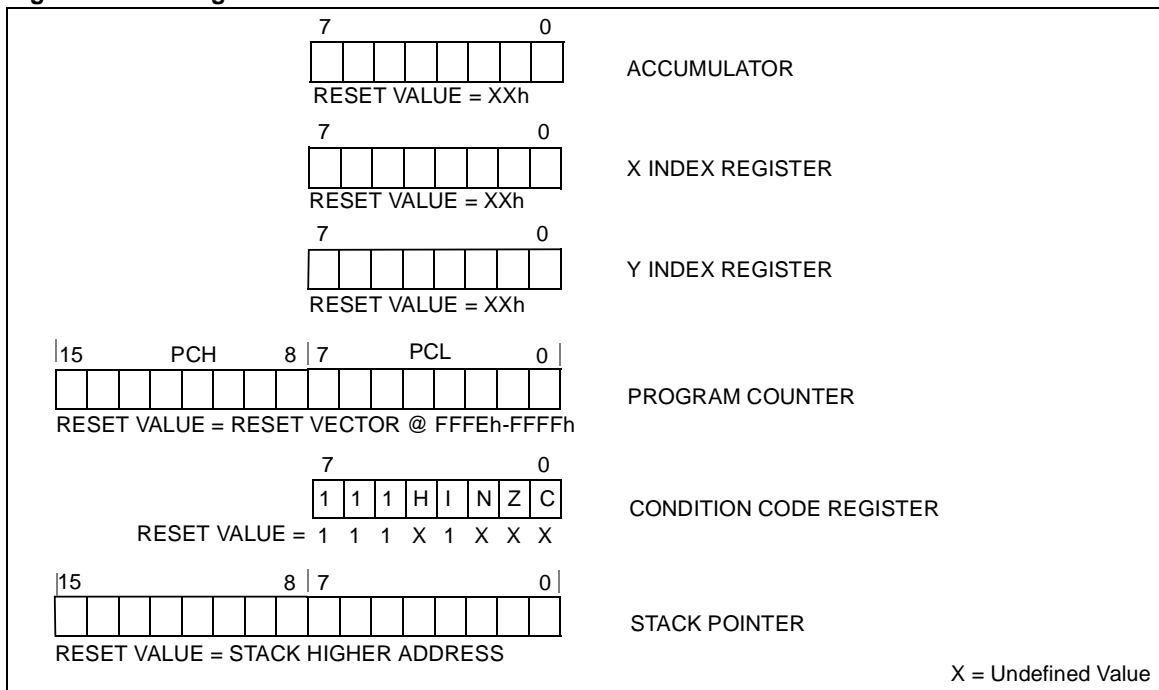 7 0
ACCUMULATOR
RESET VALUE = XXh
7 0
X INDEX REGISTER
RESET VALUE = XXh
7 0
Y INDEX REGISTER
RESET VALUE = XXh
15 PCH 8 7 PCL 0
PROGRAM COUNTER
RESET VALUE = RESET VECTOR @ FFFEh-FFFFh
7 0
1 1 1 H I N Z C
CONDITION CODE REGISTER
RESET VALUE = 1 1 1 X 1 X X X
15 8 7 0
STACK POINTER
RESET VALUE = STACK HIGHER ADDRESS
X = Undefined Value